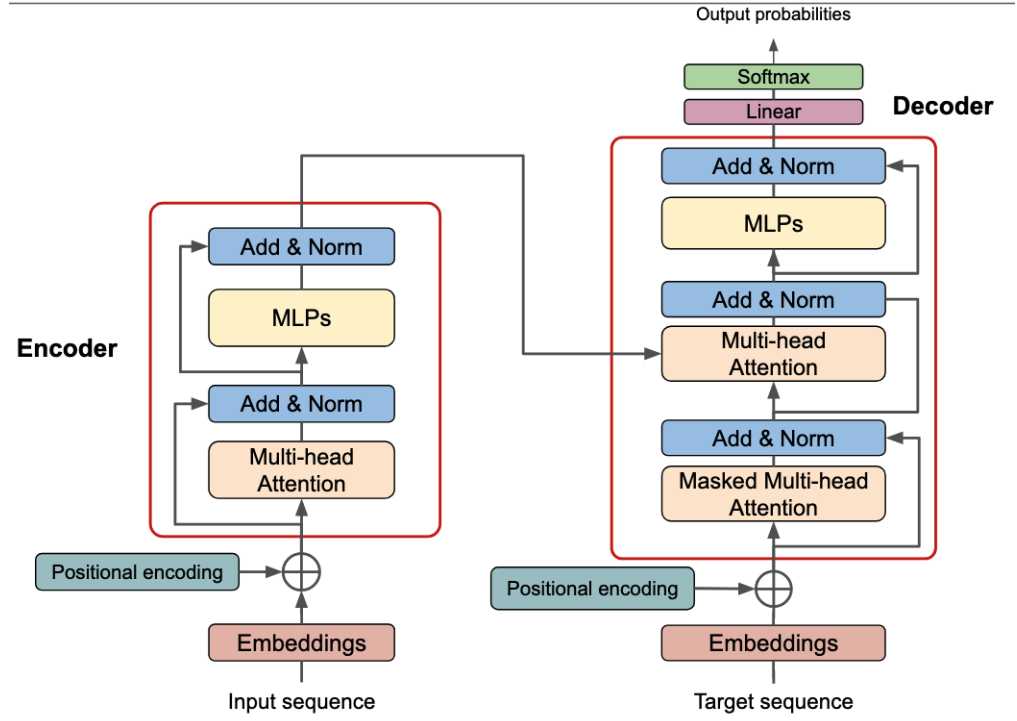 Output probabilities
Softmax
Linear
Decoder
Add & Norm
MLPs
Add & Norm
Multi-head
Attention
Add & Norm
Masked Multi-head
Attention
Positional encoding
Embeddings
Target sequence
Encoder
Add & Norm
MLPs
Add & Norm
Multi-head
Attention
Positional encoding
Embeddings
Input sequence